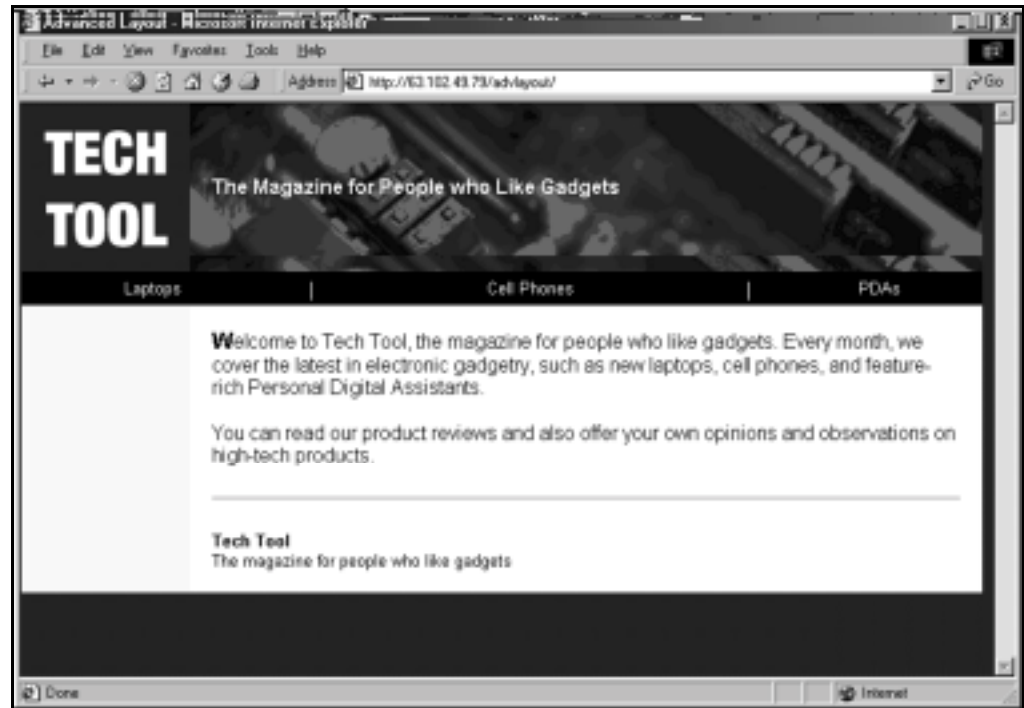 Advanced Layout - Microsoft Internet Explorer
File Edit View Favorites Tools Help
Address http://63.102.49.79/advlayout/ Go
TECH
TOOL
The Magazine for People who Like Gadgets
Laptops | Cell Phones | PDAs
Welcome to Tech Tool, the magazine for people who like gadgets. Every month, we
cover the latest in electronic gadgetry, such as new laptops, cell phones, and feature-
rich Personal Digital Assistants.
You can read our product reviews and also offer your own opinions and observations on
high-tech products.
Tech Tool
The magazine for people who like gadgets
Done Internet